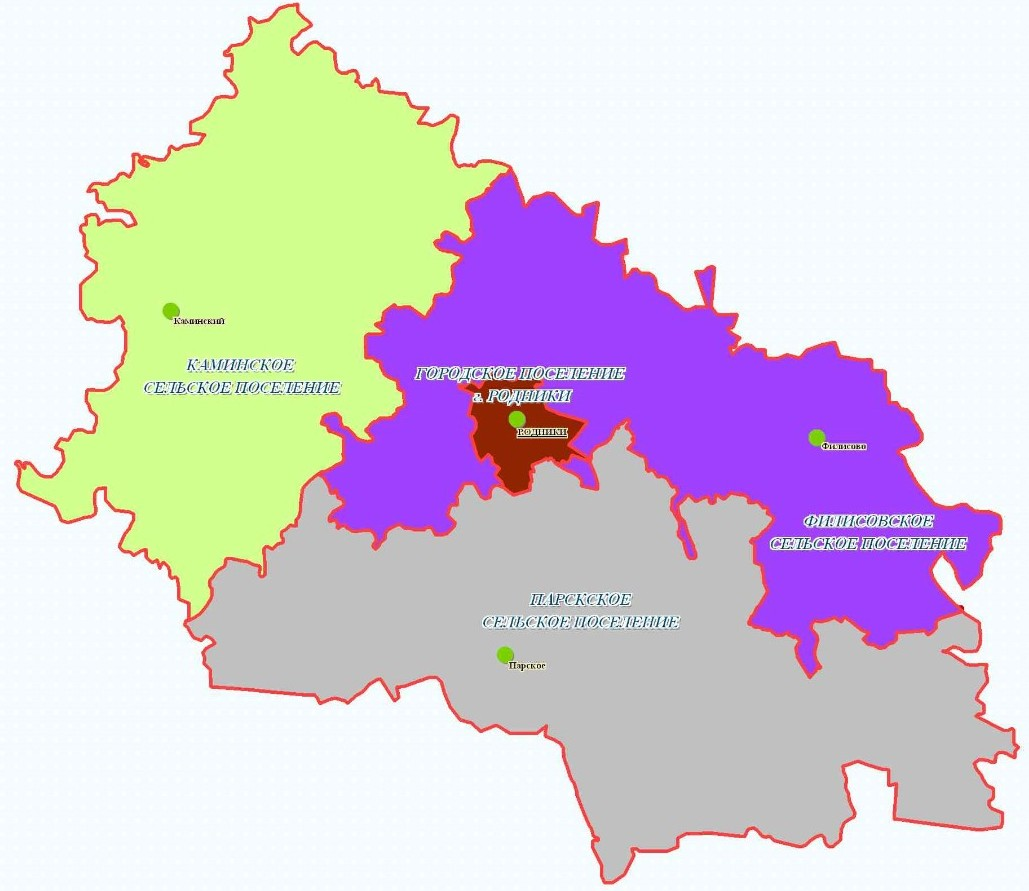 Каминский
КАМИНСКОЕ
СЕЛЬСКОЕ ПОСЕЛЕНИЕ
ГОРОДСКОЕ ПОСЕЛЕНИЕ
г. РОДНИКИ
РОДНИКИ
Филисово
ФИЛИСОВСКОЕ
СЕЛЬСКОЕ ПОСЕЛЕНИЕ
ПАРСКСКОЕ
СЕЛЬСКОЕ ПОСЕЛЕНИЕ
Парское